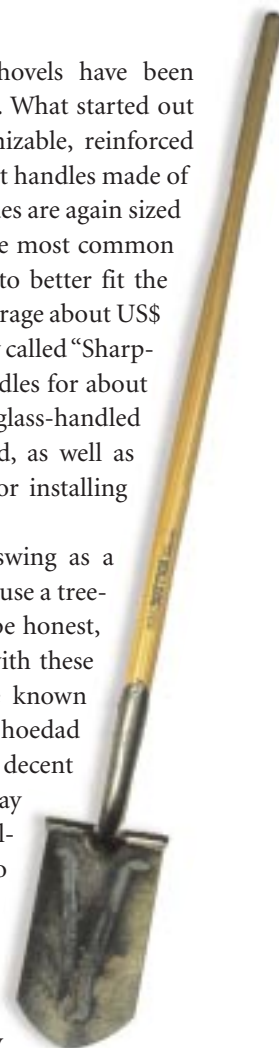 hovels have been
. What started out
nizable, reinforced
t handles made of
les are again sized
e most common
to better fit the
rage about US$
called “Sharp-
dles for about
glass-handled
d, as well as
or installing
swing as a
use a tree-
be honest,
with these
known
hoedad
decent
ay
l-
o